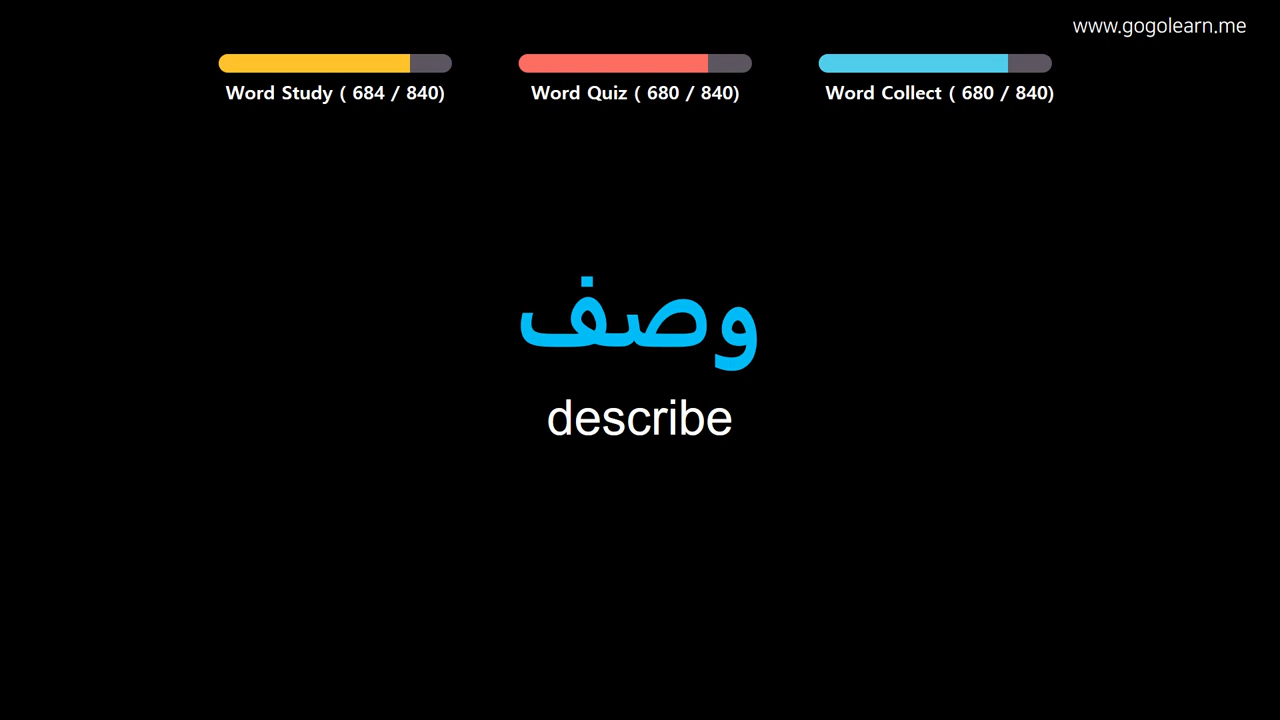 www.gogolearn.me
Word Study ( 684 / 840)
Word Quiz ( 680 / 840)
Word Collect ( 680 / 840)
وصف
describe